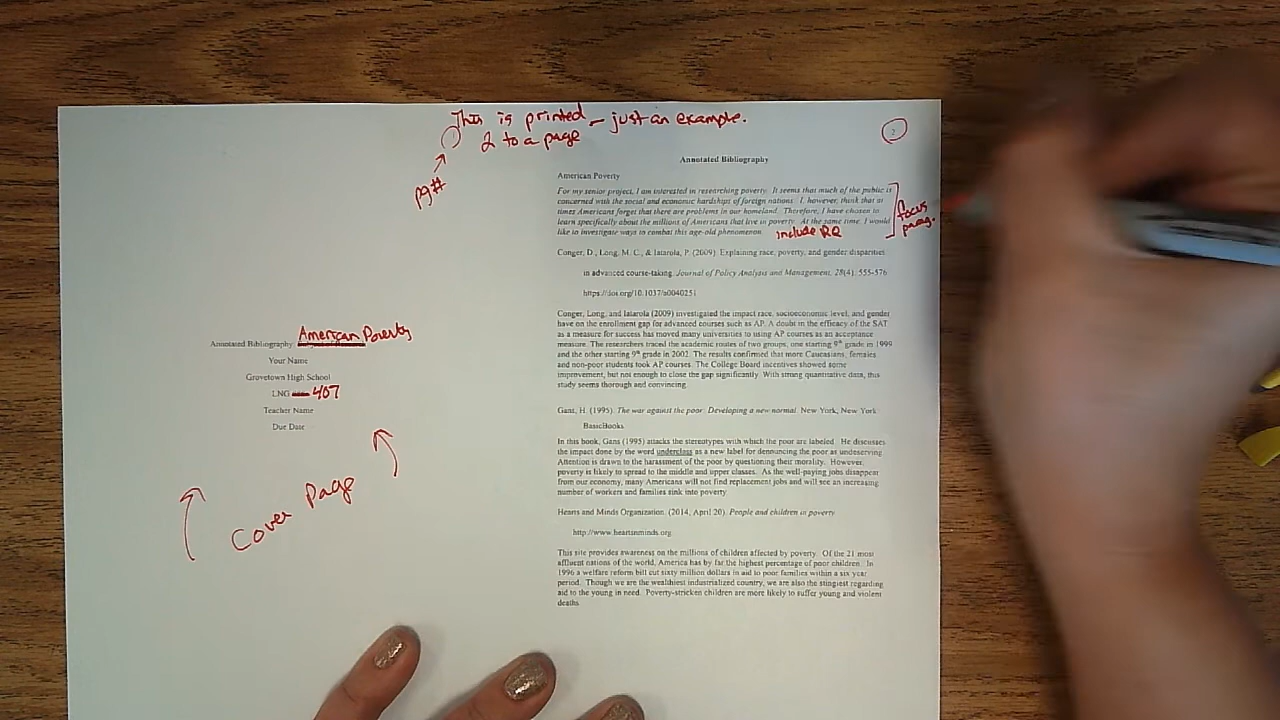 This is printed – just an example.
2 to a page
pg#
2
Annotated Bibliography: American Poverty
Your Name
Grovetown High School
LNG 407
Teacher Name
Due Date
Cover Page
Annotated Bibliography
American Poverty
For my senior project, I am interested in researching poverty. It seems that much of the public is
concerned with the social and economic hardships of foreign nations. I, however, think that at
times Americans forget that there are problems in our homeland. Therefore, I have chosen to
learn specifically about the millions of Americans that live in poverty. At the same time, I would
like to investigate ways to combat this age-old phenomenon. include RQ
focus
parag.
Conger, D., Long, M. C., & Iatarola, P. (2009). Explaining race, poverty, and gender disparities
in advanced course-taking. Journal of Policy Analysis and Management, 28(4). 555-576.
https://doi.org/10.1037/a0040251
Conger, Long, and Iatarola (2009) investigated the impact race, socioeconomic level, and gender
have on the enrollment gap for advanced courses such as AP. A doubt in the efficacy of the SAT
as a measure for success has moved many universities to using AP courses as an acceptance
measure. The researchers traced the academic routes of two groups, one starting 9th grade in 1999
and the other starting 9th grade in 2002. The results confirmed that more Caucasians, females
and non-poor students took AP courses. The College Board incentives showed some
improvement, but not enough to close the gap significantly. With strong quantitative data, this
study seems thorough and convincing.
Gans, H. (1995). The war against the poor: Developing a new normal. New York, New York:
BasicBooks.
In this book, Gans (1995) attacks the stereotypes with which the poor are labeled. He discusses
the impact done by the word underclass as a new label for denouncing the poor as undeserving.
Attention is drawn to the harassment of the poor by questioning their morality. However,
poverty is likely to spread to the middle and upper classes. As the well-paying jobs disappear
from our economy, many Americans will not find replacement jobs and will see an increasing
number of workers and families sink into poverty.
Hearts and Minds Organization. (2014, April 20). People and children in poverty.
http://www.heartsnminds.org
This site provides awareness on the millions of children affected by poverty. Of the 21 most
affluent nations of the world, America has by far the highest percentage of poor children. In
1996 a welfare reform bill cut sixty million dollars in aid to poor families within a six year
period. Though we are the wealthiest industrialized country, we are also the stingiest regarding
aid to the young in need. Poverty-stricken children are more likely to suffer young and violent
deaths.